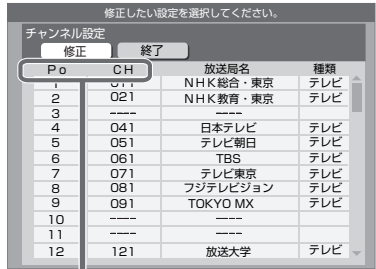 修正したい設定を選択してください。
チャンネル設定
修正 終了
Po CH 放送局名 種類
1 011 NHK総合・東京 テレビ
2 021 NHK教育・東京 テレビ
3 ---- ----
4 041 日本テレビ テレビ
5 051 テレビ朝日 テレビ
6 061 TBS テレビ
7 071 テレビ東京 テレビ
8 081 フジテレビジョン テレビ
9 091 TOKYO MX テレビ
10 ---- ----
11 ---- ----
12 121 放送大学 テレビ